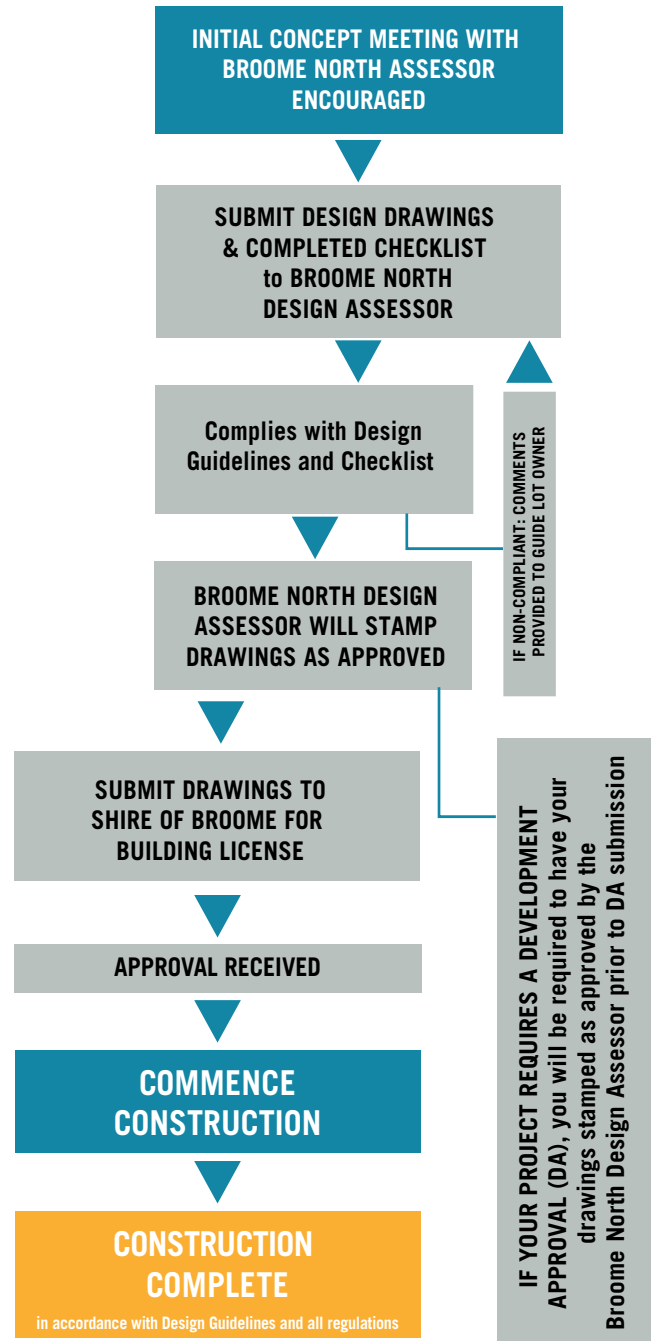 INITIAL CONCEPT MEETING WITH
BROOME NORTH ASSESSOR
ENCOURAGED
SUBMIT DESIGN DRAWINGS
& COMPLETED CHECKLIST
to BROOME NORTH
DESIGN ASSESSOR
Complies with Design
Guidelines and Checklist
IF NON-COMPLIANT: COMMENTS
PROVIDED TO GUIDE LOT OWNER
BROOME NORTH DESIGN
ASSESSOR WILL STAMP
DRAWINGS AS APPROVED
IF YOUR PROJECT REQUIRES A DEVELOPMENT
APPROVAL (DA), you will be required to have your
drawings stamped as approved by the
Broome North Design Assessor prior to DA submission
SUBMIT DRAWINGS TO
SHIRE OF BROOME FOR
BUILDING LICENSE
APPROVAL RECEIVED
COMMENCE
CONSTRUCTION
CONSTRUCTION
COMPLETE
in accordance with Design Guidelines and all regulations